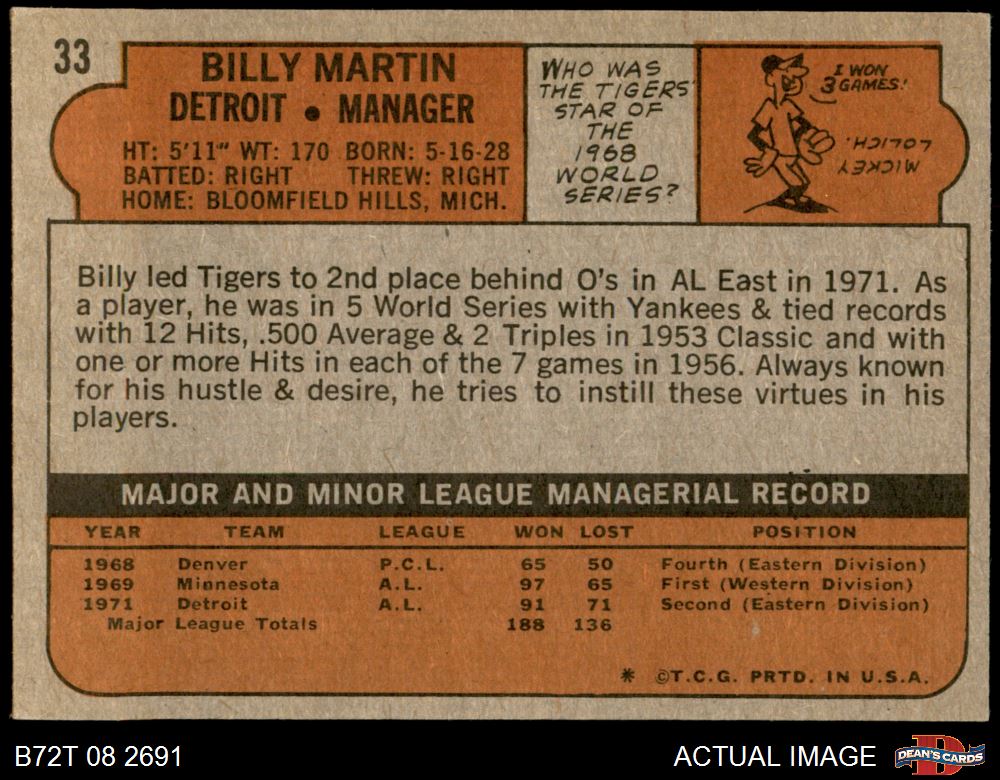 33
BILLY MARTIN
DETROIT • MANAGER
HT: 5'11" WT: 170 BORN: 5-16-28
BATTED: RIGHT THREW: RIGHT
HOME: BLOOMFIELD HILLS, MICH.
WHO WAS
THE TIGERS'
STAR OF
THE
1968
WORLD
SERIES?
I WON
3 GAMES!
MICKEY
LOLICH.
Billy led Tigers to 2nd place behind O's in AL East in 1971. As
a player, he was in 5 World Series with Yankees & tied records
with 12 Hits, .500 Average & 2 Triples in 1953 Classic and with
one or more Hits in each of the 7 games in 1956. Always known
for his hustle & desire, he tries to instill these virtues in his
players.
MAJOR AND MINOR LEAGUE MANAGERIAL RECORD
YEAR TEAM LEAGUE WON LOST POSITION
1968 Denver P.C.L. 65 50 Fourth (Eastern Division)
1969 Minnesota A.L. 97 65 First (Western Division)
1971 Detroit A.L. 91 71 Second (Eastern Division)
Major League Totals 188 136
* ©T.C.G. PRTD. IN U.S.A.
B72T 08 2691
ACTUAL IMAGE
D
DEAN'S CARDS